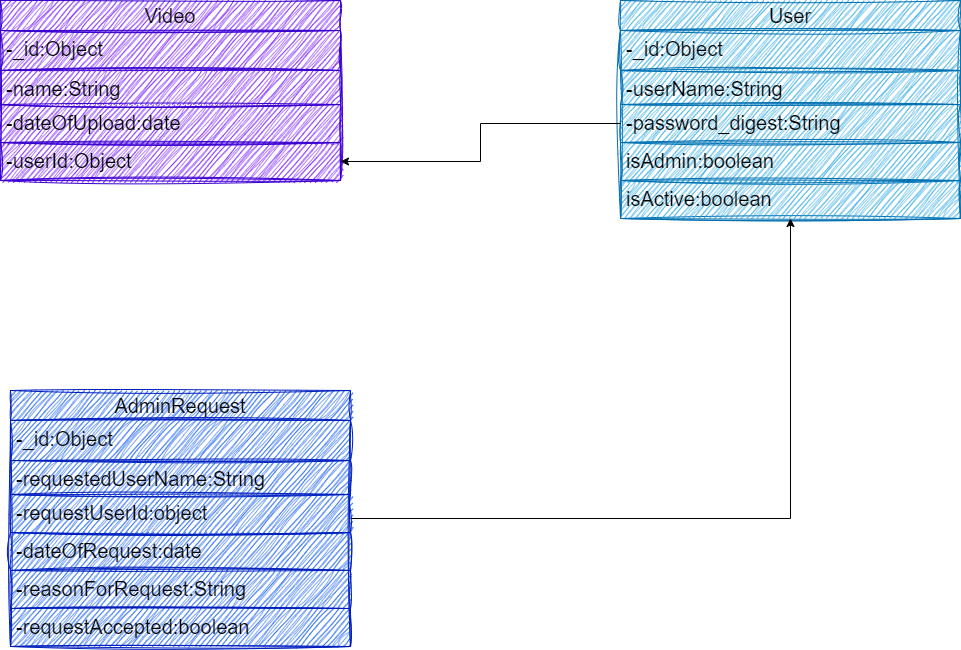 Video
-_id:Object
-name:String
-dateOfUpload:date
-userId:Object
User
-_id:Object
-userName:String
-password_digest:String
isAdmin:boolean
isActive:boolean
AdminRequest
-_id:Object
-requestedUserName:String
-requestUserId:object
-dateOfRequest:date
-reasonForRequest:String
-requestAccepted:boolean